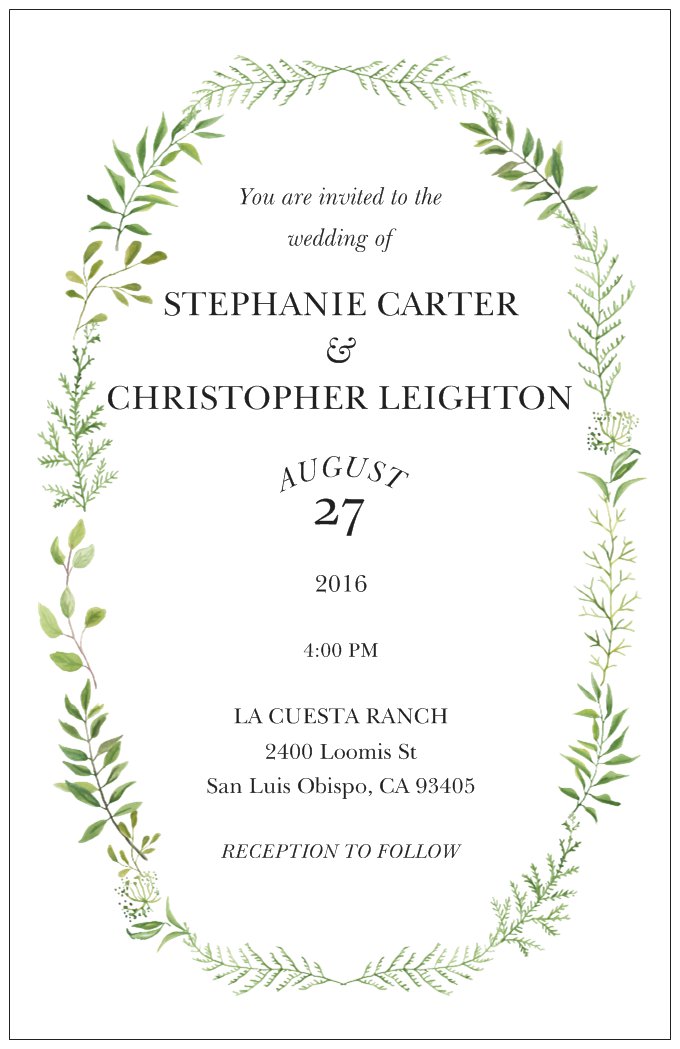 You are invited to the
wedding of
STEPHANIE CARTER
&
CHRISTOPHER LEIGHTON
AUGUST
27
2016
4:00 PM
LA CUESTA RANCH
2400 Loomis St
San Luis Obispo, CA 93405
RECEPTION TO FOLLOW